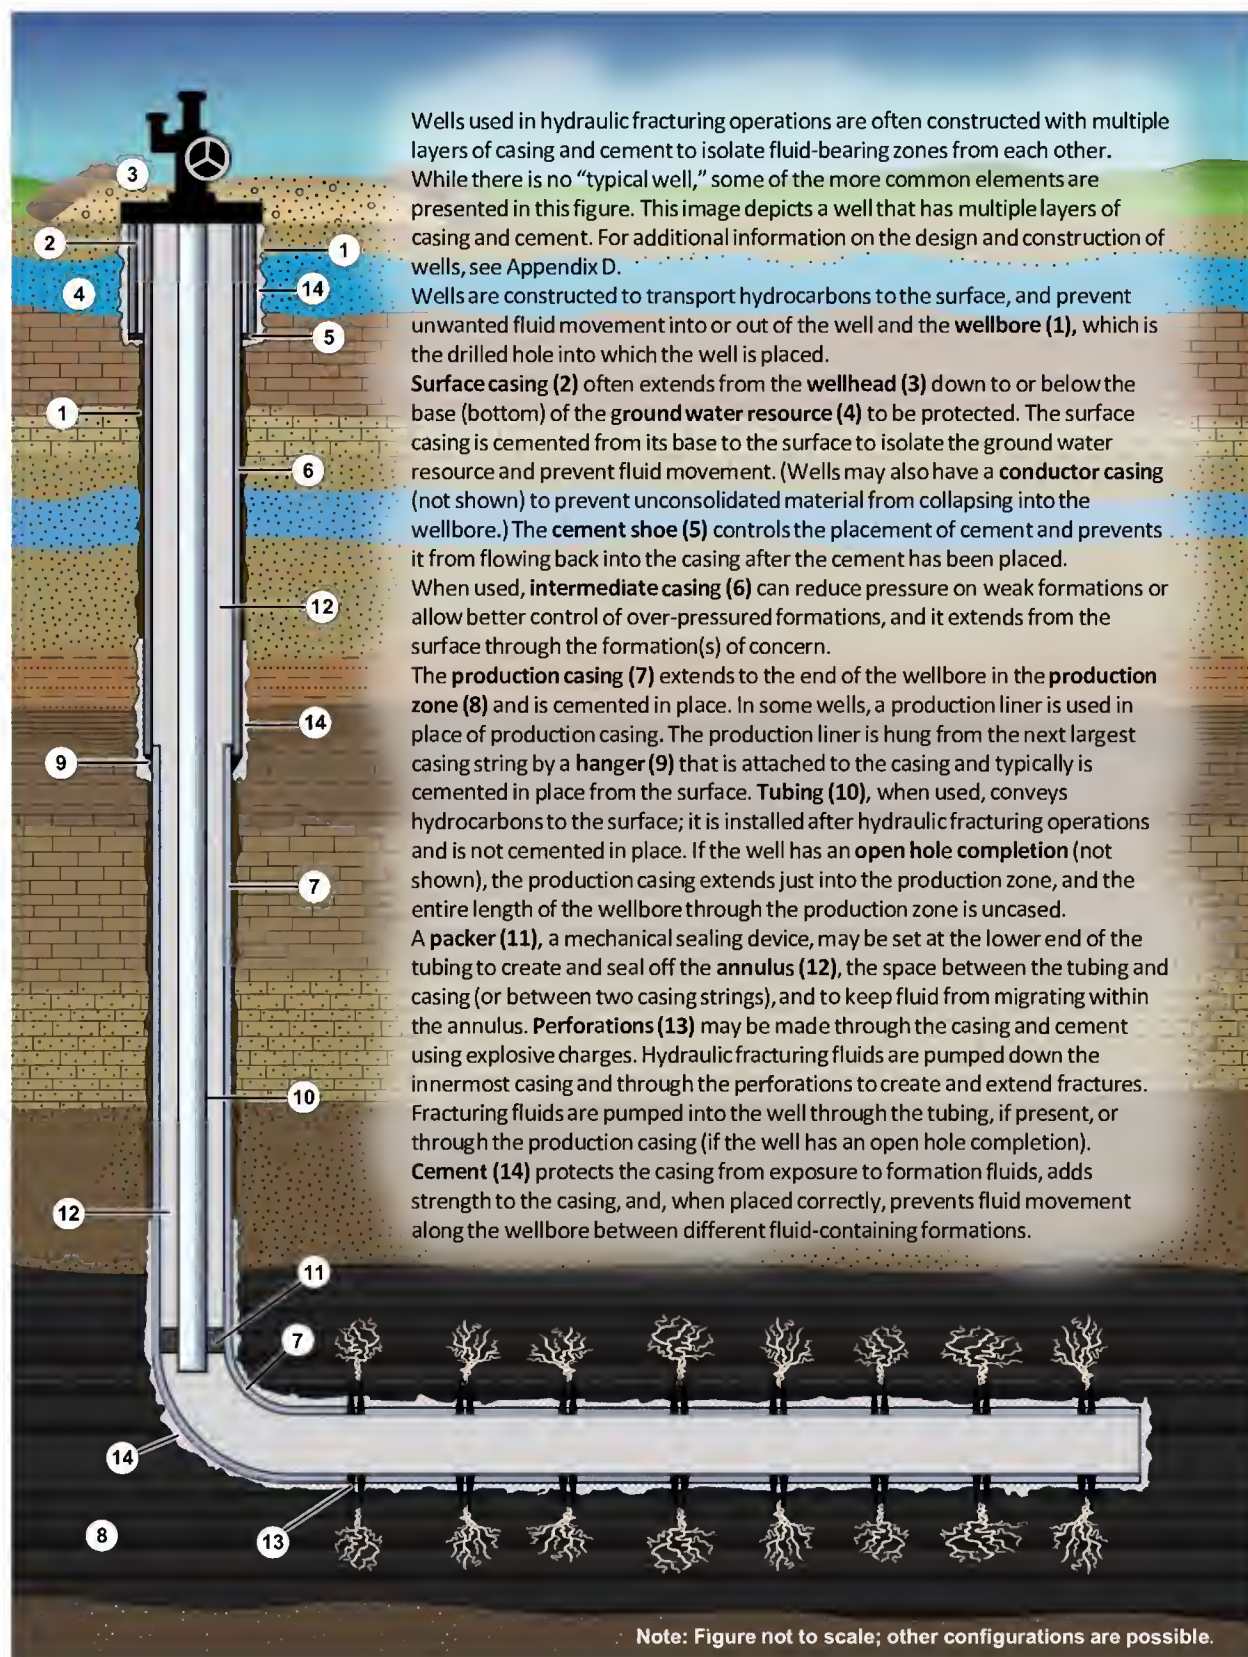 Wells used in hydraulic fracturing operations are often constructed with multiple
layers of casing and cement to isolate fluid-bearing zones from each other.
While there is no “typical well,” some of the more common elements are
presented in this figure. This image depicts a well that has multiple layers of
casing and cement. For additional information on the design and construction of
wells, see Appendix D.
Wells are constructed to transport hydrocarbons to the surface, and prevent
unwanted fluid movement into or out of the well and the wellbore (1), which is
the drilled hole into which the well is placed.
Surface casing (2) often extends from the wellhead (3) down to or below the
base (bottom) of the ground water resource (4) to be protected. The surface
casing is cemented from its base to the surface to isolate the ground water
resource and prevent fluid movement. (Wells may also have a conductor casing
(not shown) to prevent unconsolidated material from collapsing into the
wellbore.) The cement shoe (5) controls the placement of cement and prevents
it from flowing back into the casing after the cement has been placed.
When used, intermediate casing (6) can reduce pressure on weak formations or
allow better control of over-pressured formations, and it extends from the
surface through the formation(s) of concern.
The production casing (7) extends to the end of the wellbore in the production
zone (8) and is cemented in place. In some wells, a production liner is used in
place of production casing. The production liner is hung from the next largest
casing string by a hanger (9) that is attached to the casing and typically is
cemented in place from the surface. Tubing (10), when used, conveys
hydrocarbons to the surface; it is installed after hydraulic fracturing operations
and is not cemented in place. If the well has an open hole completion (not
shown), the production casing extends just into the production zone, and the
entire length of the wellbore through the production zone is uncased.
A packer (11), a mechanical sealing device, may be set at the lower end of the
tubing to create and seal off the annulus (12), the space between the tubing and
casing (or between two casing strings), and to keep fluid from migrating within
the annulus. Perforations (13) may be made through the casing and cement
using explosive charges. Hydraulic fracturing fluids are pumped down the
innermost casing and through the perforations to create and extend fractures.
Fracturing fluids are pumped into the well through the tubing, if present, or
through the production casing (if the well has an open hole completion).
Cement (14) protects the casing from exposure to formation fluids, adds
strength to the casing, and, when placed correctly, prevents fluid movement
along the wellbore between different fluid-containing formations.
3
2
1
4
14
5
1
6
12
14
9
7
10
12
11
7
14
8
13
Note: Figure not to scale; other configurations are possible.